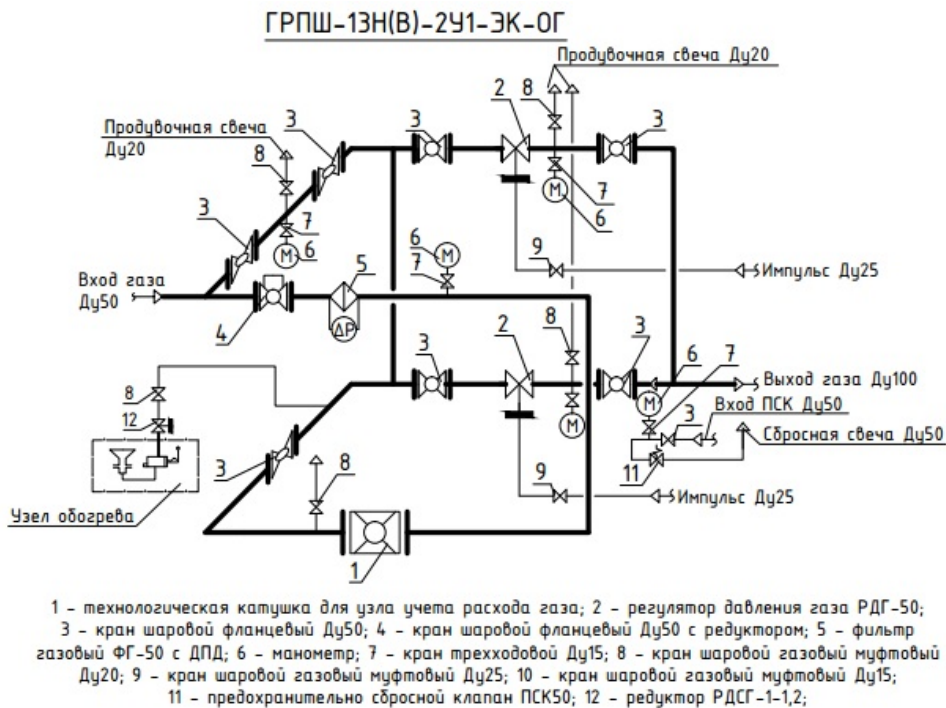 ГРПШ-13Н(В)-2У1-ЭК-ОГ
Продувочная свеча Ду20
2
8
3
3
3
Продувочная свеча
Ду20
8
7
М
6
3
7
М
6
6
М
7
5
9
Импульс Ду25
Вход газа
Ду50
4
ΔР
8
2
3
3
6
7
8
12
М
Выход газа Ду100
Вход ПСК Ду50
3
Сбросная свеча Ду50
М
11
3
8
9
Импульс Ду25
Узел обогрева
1
1 - технологическая катушка для узла учета расхода газа; 2 - регулятор давления газа РДГ-50;
3 - кран шаровой фланцевый Ду50; 4 - кран шаровой фланцевый Ду50 с редуктором; 5 - фильтр
газовый ФГ-50 с ДПД; 6 - манометр; 7 - кран трехходовой Ду15; 8 - кран шаровой газовый муфтовый
Ду20; 9 - кран шаровой газовый муфтовый Ду25; 10 - кран шаровой газовый муфтовый Ду15;
11 - предохранительно сбросной клапан ПСК50; 12 - редуктор РДСГ-1-1,2;